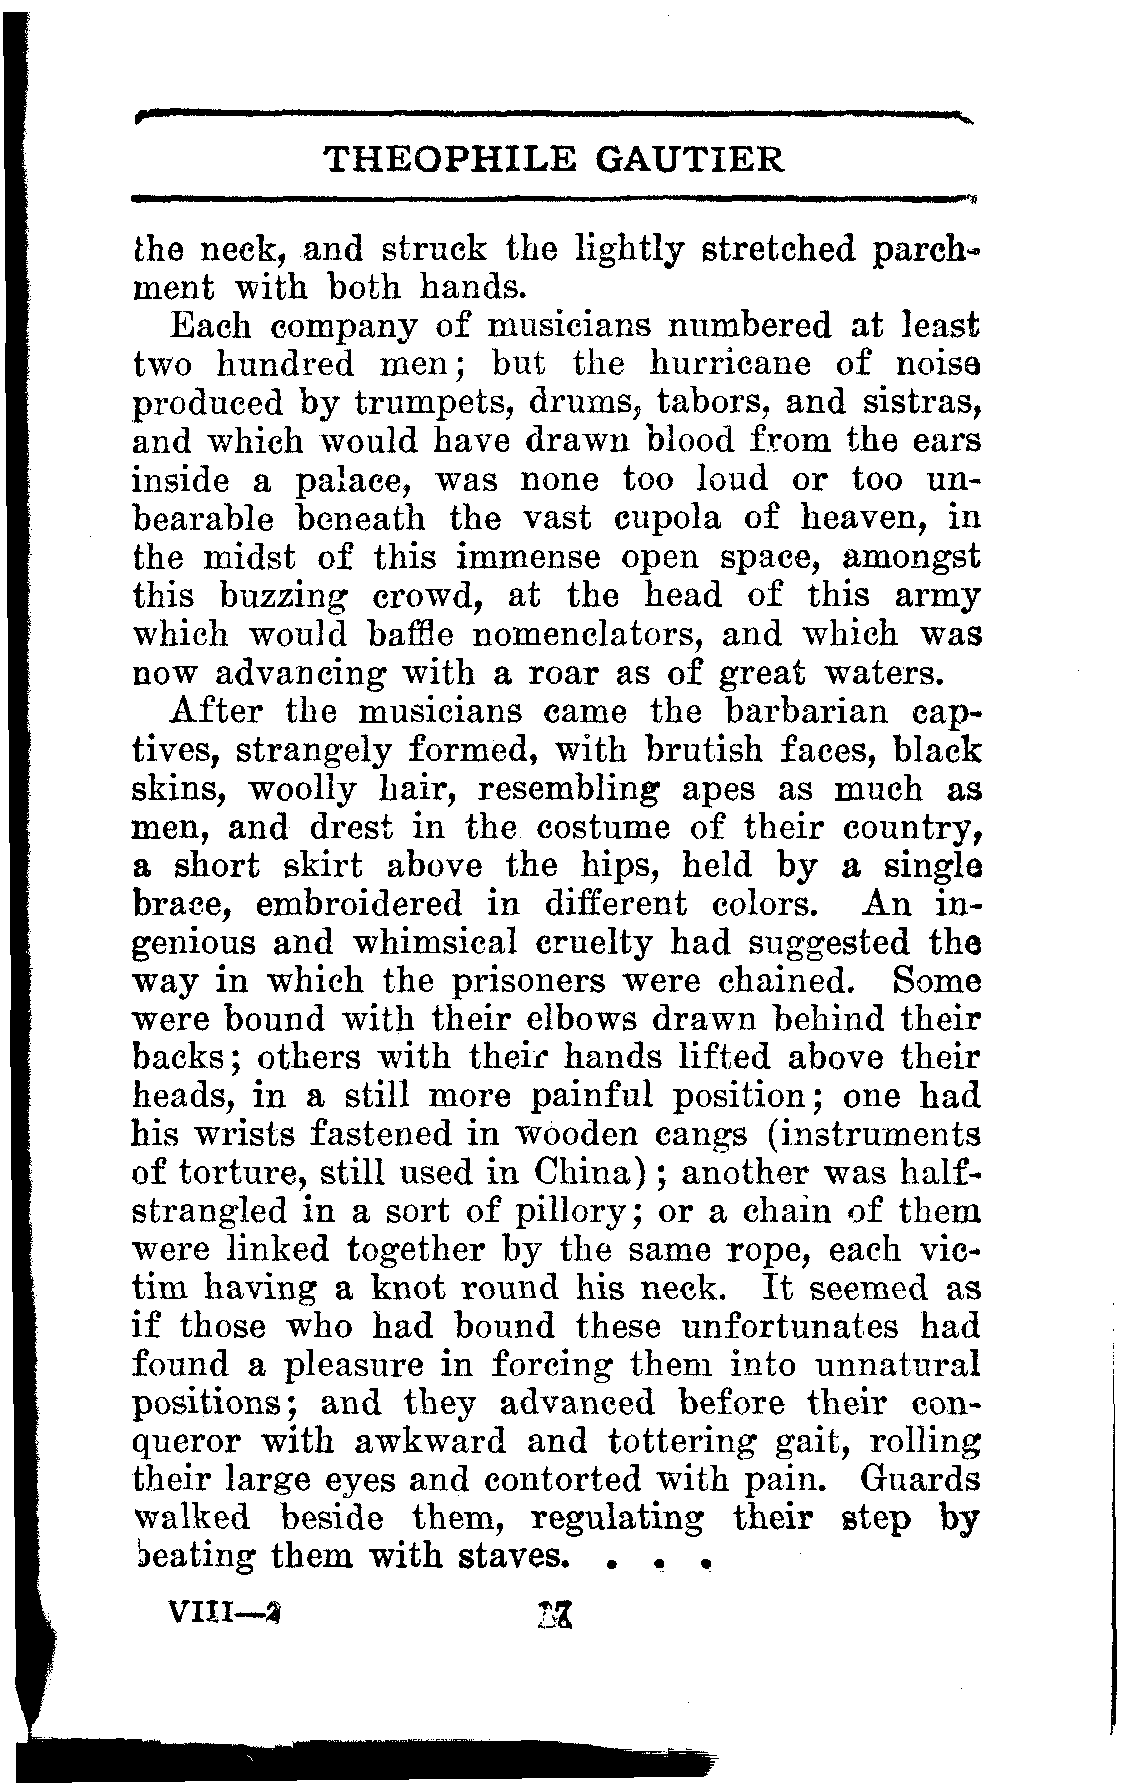 THEOPHILE GAUTIER
the neck, and struck the lightly stretched parch-
ment with both hands.
Each company of musicians numbered at least
two hundred men; but the hurricane of noise
produced by trumpets, drums, tabors, and sistras,
and which would have drawn blood from the ears
inside a palace, was none too loud or too un-
bearable beneath the vast cupola of heaven, in
the midst of this immense open space, amongst
this buzzing crowd, at the head of this army
which would baffle nomenclators, and which was
now advancing with a roar as of great waters.
After the musicians came the barbarian cap-
tives, strangely formed, with brutish faces, black
skins, woolly hair, resembling apes as much as
men, and drest in the costume of their country,
a short skirt above the hips, held by a single
brace, embroidered in different colors. An in-
genious and whimsical cruelty had suggested the
way in which the prisoners were chained. Some
were bound with their elbows drawn behind their
backs; others with their hands lifted above their
heads, in a still more painful position; one had
his wrists fastened in wooden cangs (instruments
of torture, still used in China); another was half-
strangled in a sort of pillory; or a chain of them
were linked together by the same rope, each vic-
tim having a knot round his neck. It seemed as
if those who had bound these unfortunates had
found a pleasure in forcing them into unnatural
positions; and they advanced before their con-
queror with awkward and tottering gait, rolling
their large eyes and contorted with pain. Guards
walked beside them, regulating their step by
beating them with staves. . . .
VIII—2